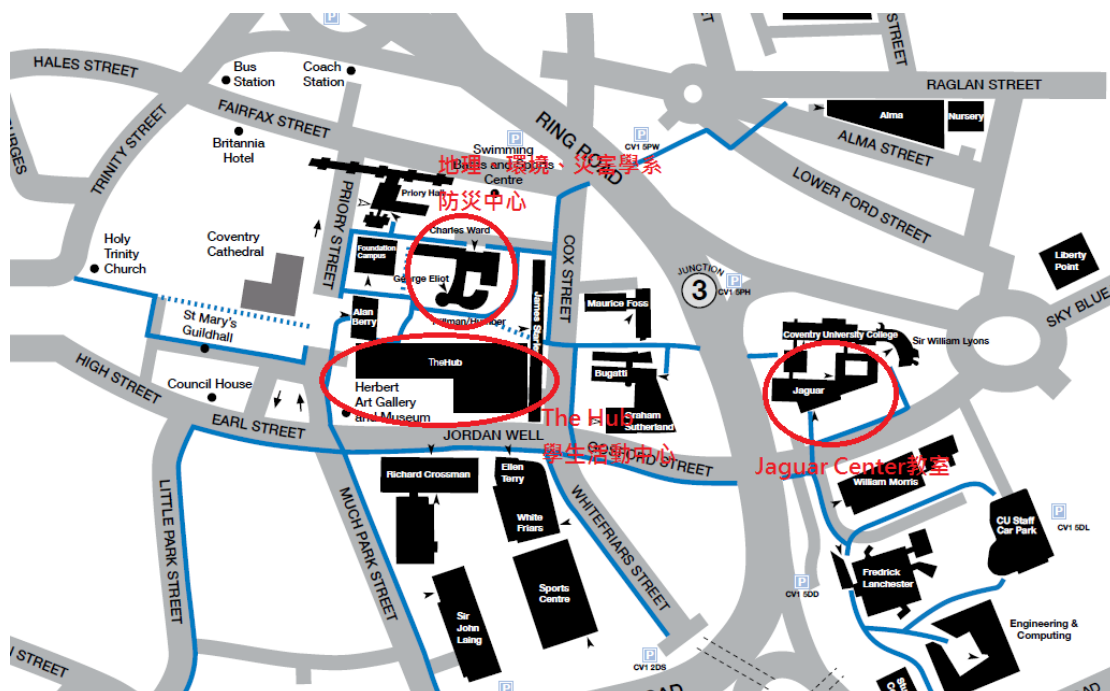 P
HALES STREET
Bus
Station
Coach
Station
RAGLAN STREET
FAIRFAX STREET
RING ROAD
TRINITY STREET
Britannia
Hotel
P
P
CV1 5PW
Swimming
Baths and Sports
Centre
Alma
Nursery
ALMA STREET
LOWER FORD STREET
地理、環境、災害學系
防災中心
PRIORY STREET
Priory Hall
Charles Ward
Holy
Trinity
Church
Coventry
Cathedral
Foundation
Campus
George Eliot
COX STREET
JUNCTION
3
P
CV1 5PH
Liberty
Point
SKY BLUE
Alan
Berry
James Starley
Maurice Foss
Coventry University College
Sir William Lyons
St Mary's
Guildhall
HIGH STREET
Council House
TheHub
Herbert
Art Gallery
and Museum
Bugatti
Graham
Sutherland
Jaguar
EARL STREET
JORDAN WELL
The Hub
學生活動中心
GOSFORD STREET
Jaguar Center教室
Richard Crossman
Ellen
Terry
William Morris
LITTLE PARK STREET
MUCH PARK STREET
White
Friars
WHITEFRIARS STREET
CU Staff
Car Park
P
CV1 5DL
Sports
Centre
P
CV1 5DD
Fredrick
Lanchester
Sir
John
Laing
Engineering &
Computing
P
CV1 2DS
P